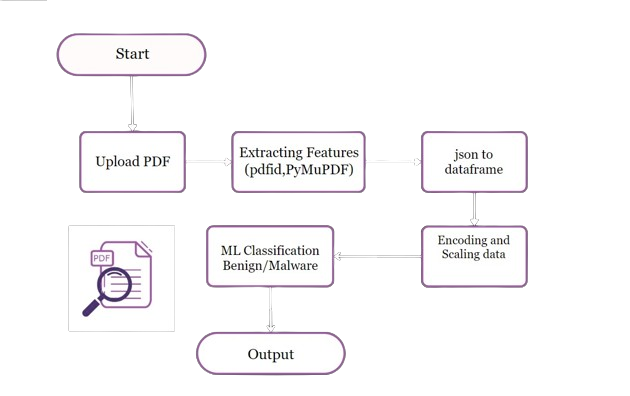 Start
Upload PDF
Extracting Features
(pdfid,PyMuPDF)
json to
dataframe
Encoding and
Scaling data
ML Classification
Benign/Malware
PDF
Output